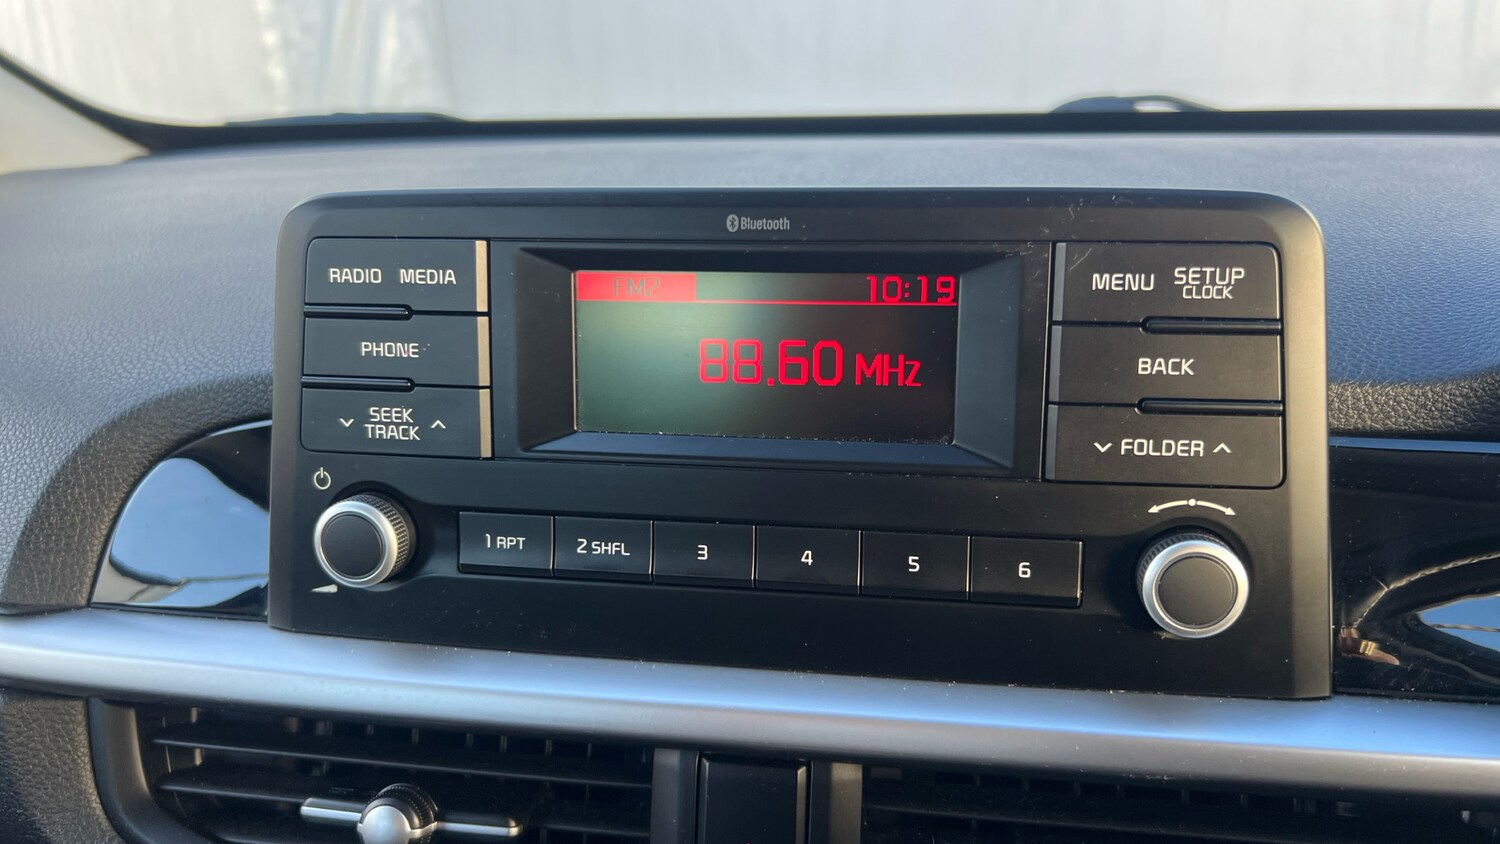 Bluetooth
RADIO MEDIA
PHONE
SEEK
TRACK
FM2
10:19
88.60 MHz
MENU SETUP
CLOCK
BACK
FOLDER
1 RPT
2 SHFL
3
4
5
6